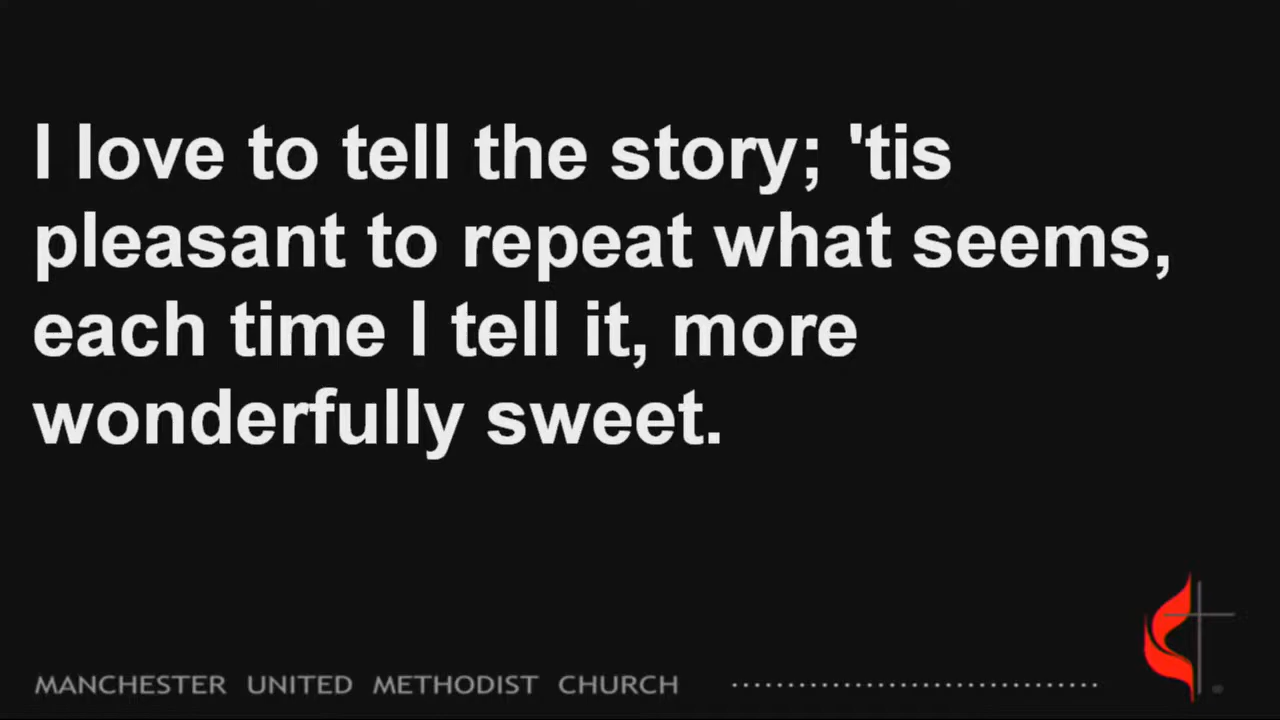 I love to tell the story; 'tis
pleasant to repeat what seems,
each time I tell it, more
wonderfully sweet.
MANCHESTER UNITED METHODIST CHURCH